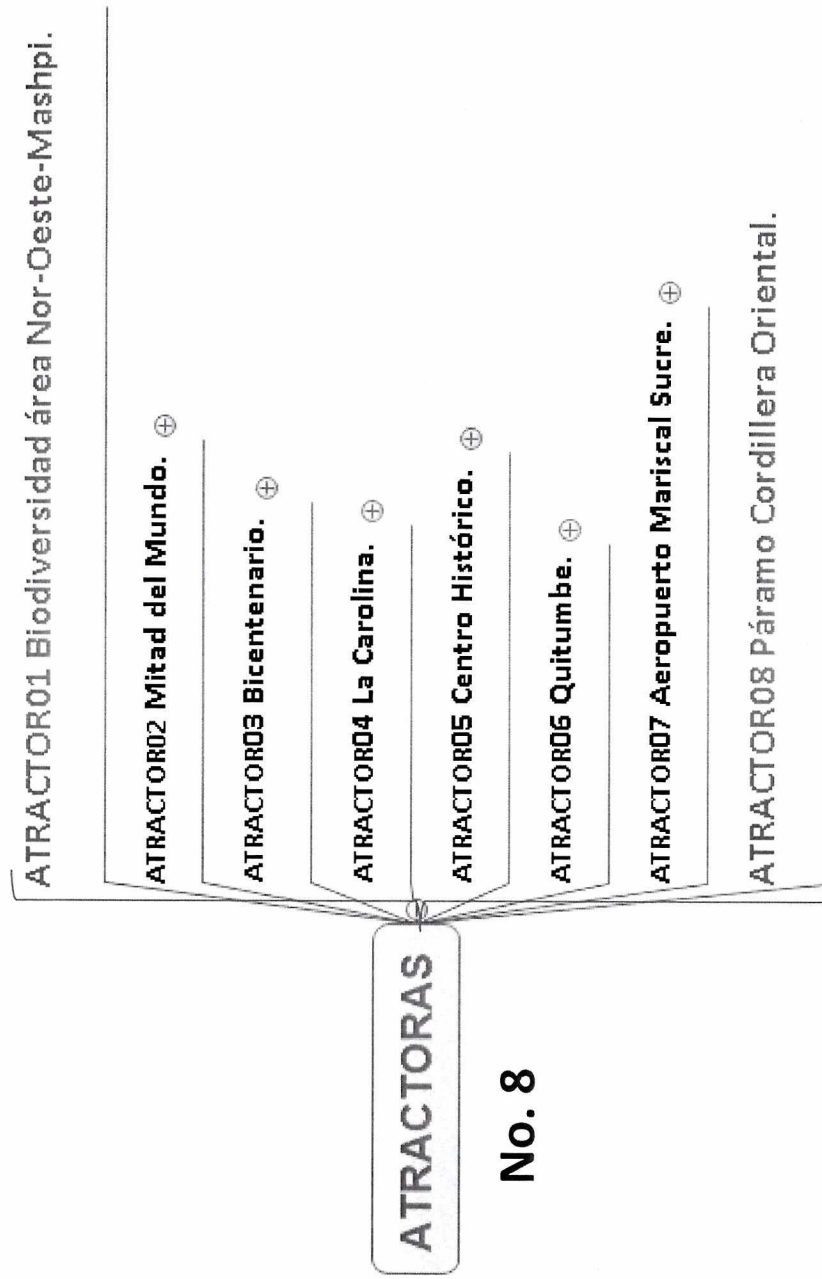 ATRACTORAS
No. 8
ATRACTOR01 Biodiversidad área Nor-Oeste-Mashpi.
ATRACTOR02 Mitad del Mundo.
ATRACTOR03 Bicentenario.
ATRACTOR04 La Carolina.
ATRACTOR05 Centro Histórico.
ATRACTOR06 Quitumbe.
ATRACTOR07 Aeropuerto Mariscal Sucre.
ATRACTOR08 Páramo Cordillera Oriental.